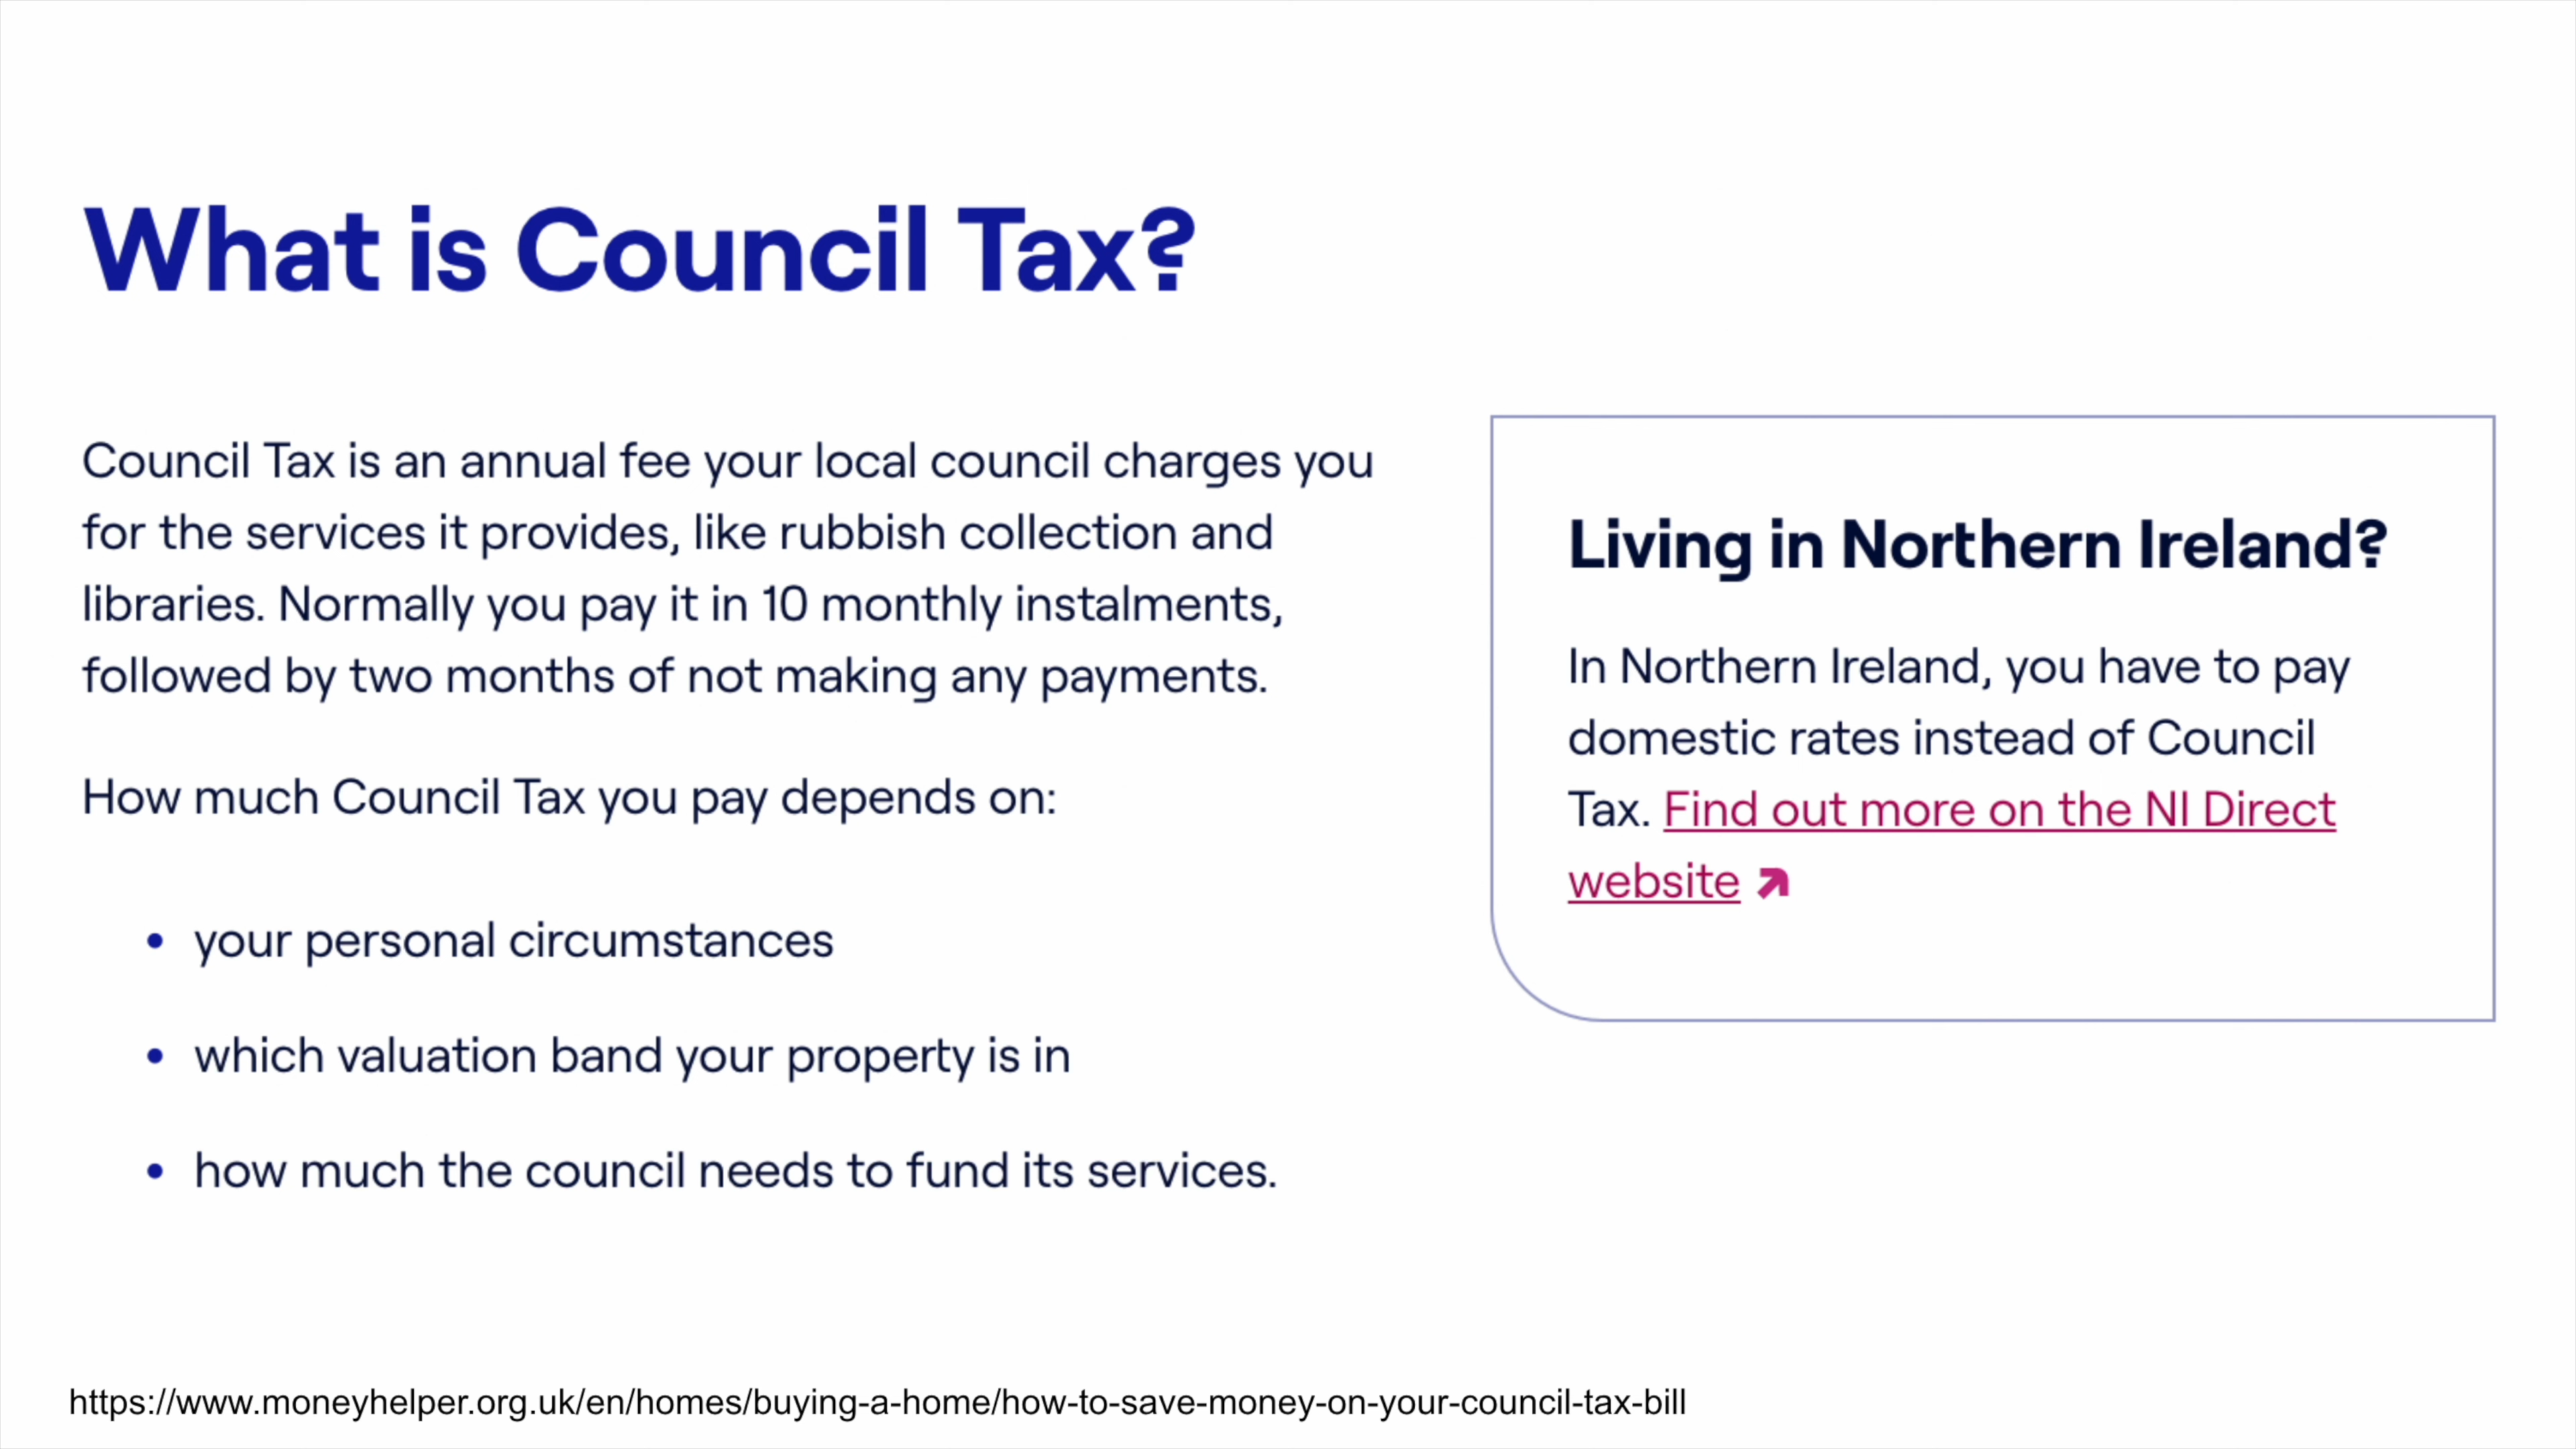 What is Council Tax?
Council Tax is an annual fee your local council charges you
for the services it provides, like rubbish collection and
libraries. Normally you pay it in 10 monthly instalments,
followed by two months of not making any payments.
How much Council Tax you pay depends on:
• your personal circumstances
• which valuation band your property is in
• how much the council needs to fund its services.
Living in Northern Ireland?
In Northern Ireland, you have to pay
domestic rates instead of Council
Tax. Find out more on the NI Direct
website
https://www.moneyhelper.org.uk/en/homes/buying-a-home/how-to-save-money-on-your-council-tax-bill